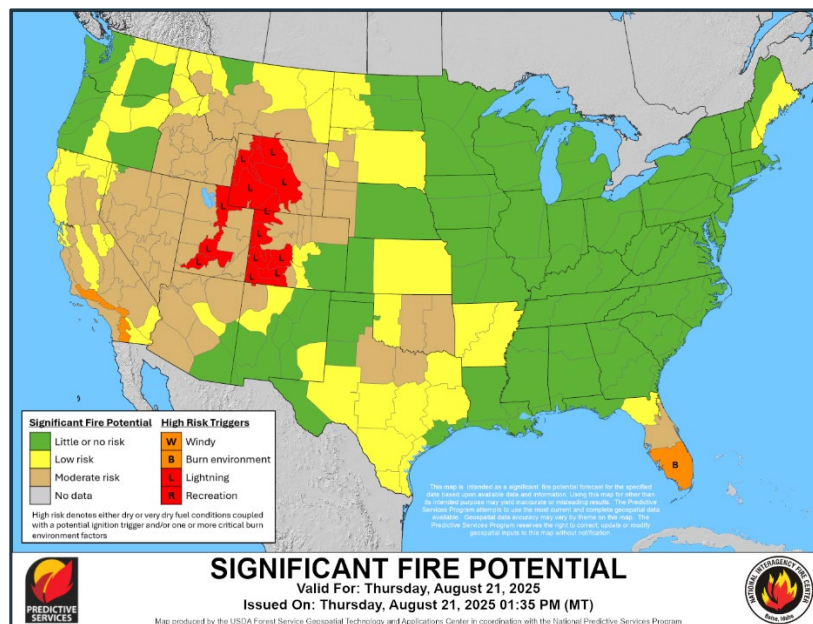 L
L
L
L
L
L
L
L
L
L
L
L
L
L
B
Significant Fire Potential
High Risk Triggers
Little or no risk
W Windy
Low risk
B Burn environment
Moderate risk
L Lightning
No data
R Recreation
High risk denotes either dry or very dry fuel conditions coupled
with a potential ignition trigger and/or one or more critical burn
environment factors
This map is intended as a significant fire potential forecast for the specified
date based upon available data and information. Using this map for other than
its intended purpose may yield inaccurate or misleading results. The Predictive
Services Program attempts to use the most current and complete geospatial data
available. Geospatial data accuracy may vary by theme on this map. The
Predictive Services Program reserves the right to correct, update or modify
geospatial inputs to this map without notification.
PREDICTIVE
SERVICES
SIGNIFICANT FIRE POTENTIAL
Valid For: Thursday, August 21, 2025
Issued On: Thursday, August 21, 2025 01:35 PM (MT)
Map produced by the USDA Forest Service Geospatial Technology and Applications Center in coordination with the National Predictive Services Program
NATIONAL INTERAGENCY FIRE CENTER
Boise, Idaho